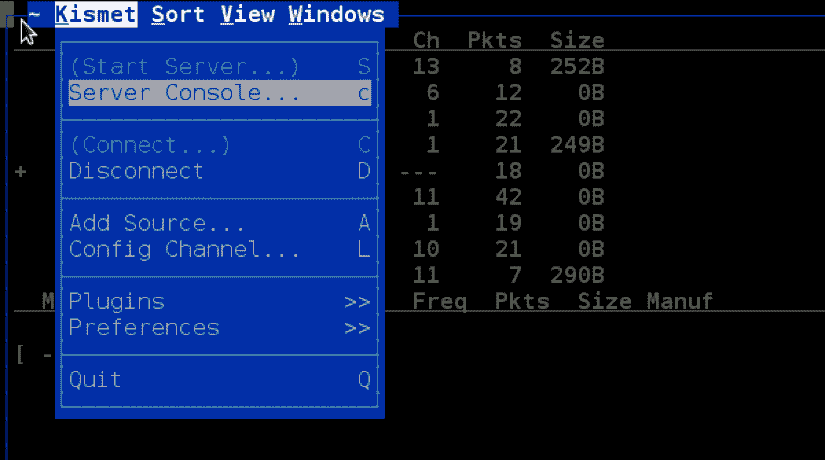 ~ Kismet Sort View Windows
Ch Pkts Size
(Start Server...) S 13 8 252B
Server Console... c 6 12 0B
1 22 0B
(Connect...) C 1 21 249B
+ Disconnect D --- 18 0B
11 42 0B
Add Source... A 1 19 0B
Config Channel... L 10 21 0B
11 7 290B
M Plugins >> Freq Pkts Size Manuf
Preferences >>
[ -
Quit Q